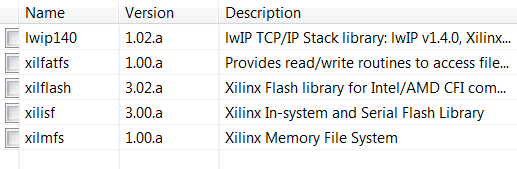 Name Version Description
lwip140 1.02.a lwIP TCP/IP Stack library: lwIP v1.4.0, Xilinx...
xilfatfs 1.00.a Provides read/write routines to access file...
xilflash 3.02.a Xilinx Flash library for Intel/AMD CFI com...
xilisf 3.00.a Xilinx In-system and Serial Flash Library
xilmfs 1.00.a Xilinx Memory File System